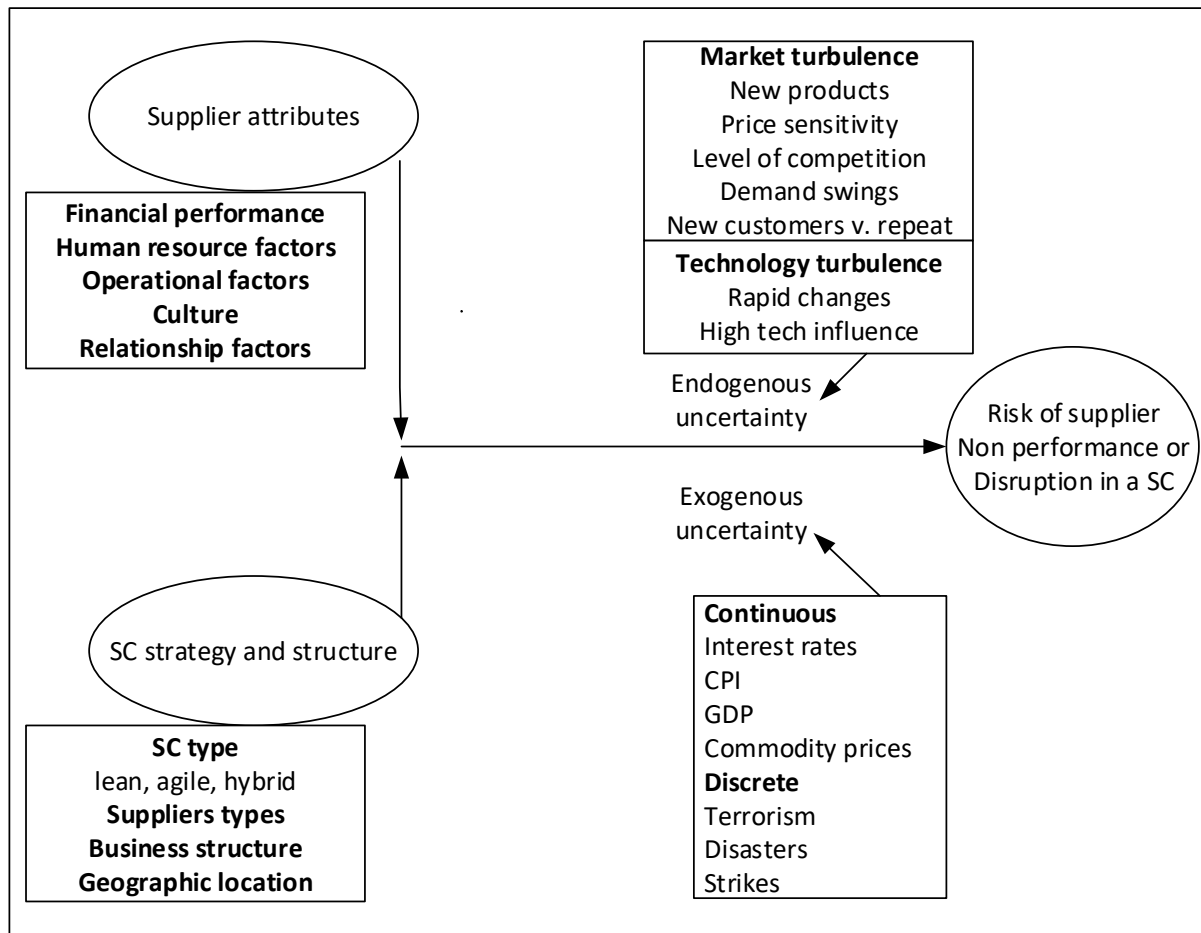 Supplier attributes
Financial performance
Human resource factors
Operational factors
Culture
Relationship factors
Market turbulence
New products
Price sensitivity
Level of competition
Demand swings
New customers v. repeat
Technology turbulence
Rapid changes
High tech influence
Endogenous
uncertainty
Risk of supplier
Non performance or
Disruption in a SC
Exogenous
uncertainty
SC strategy and structure
SC type
lean, agile, hybrid
Suppliers types
Business structure
Geographic location
Continuous
Interest rates
CPI
GDP
Commodity prices
Discrete
Terrorism
Disasters
Strikes